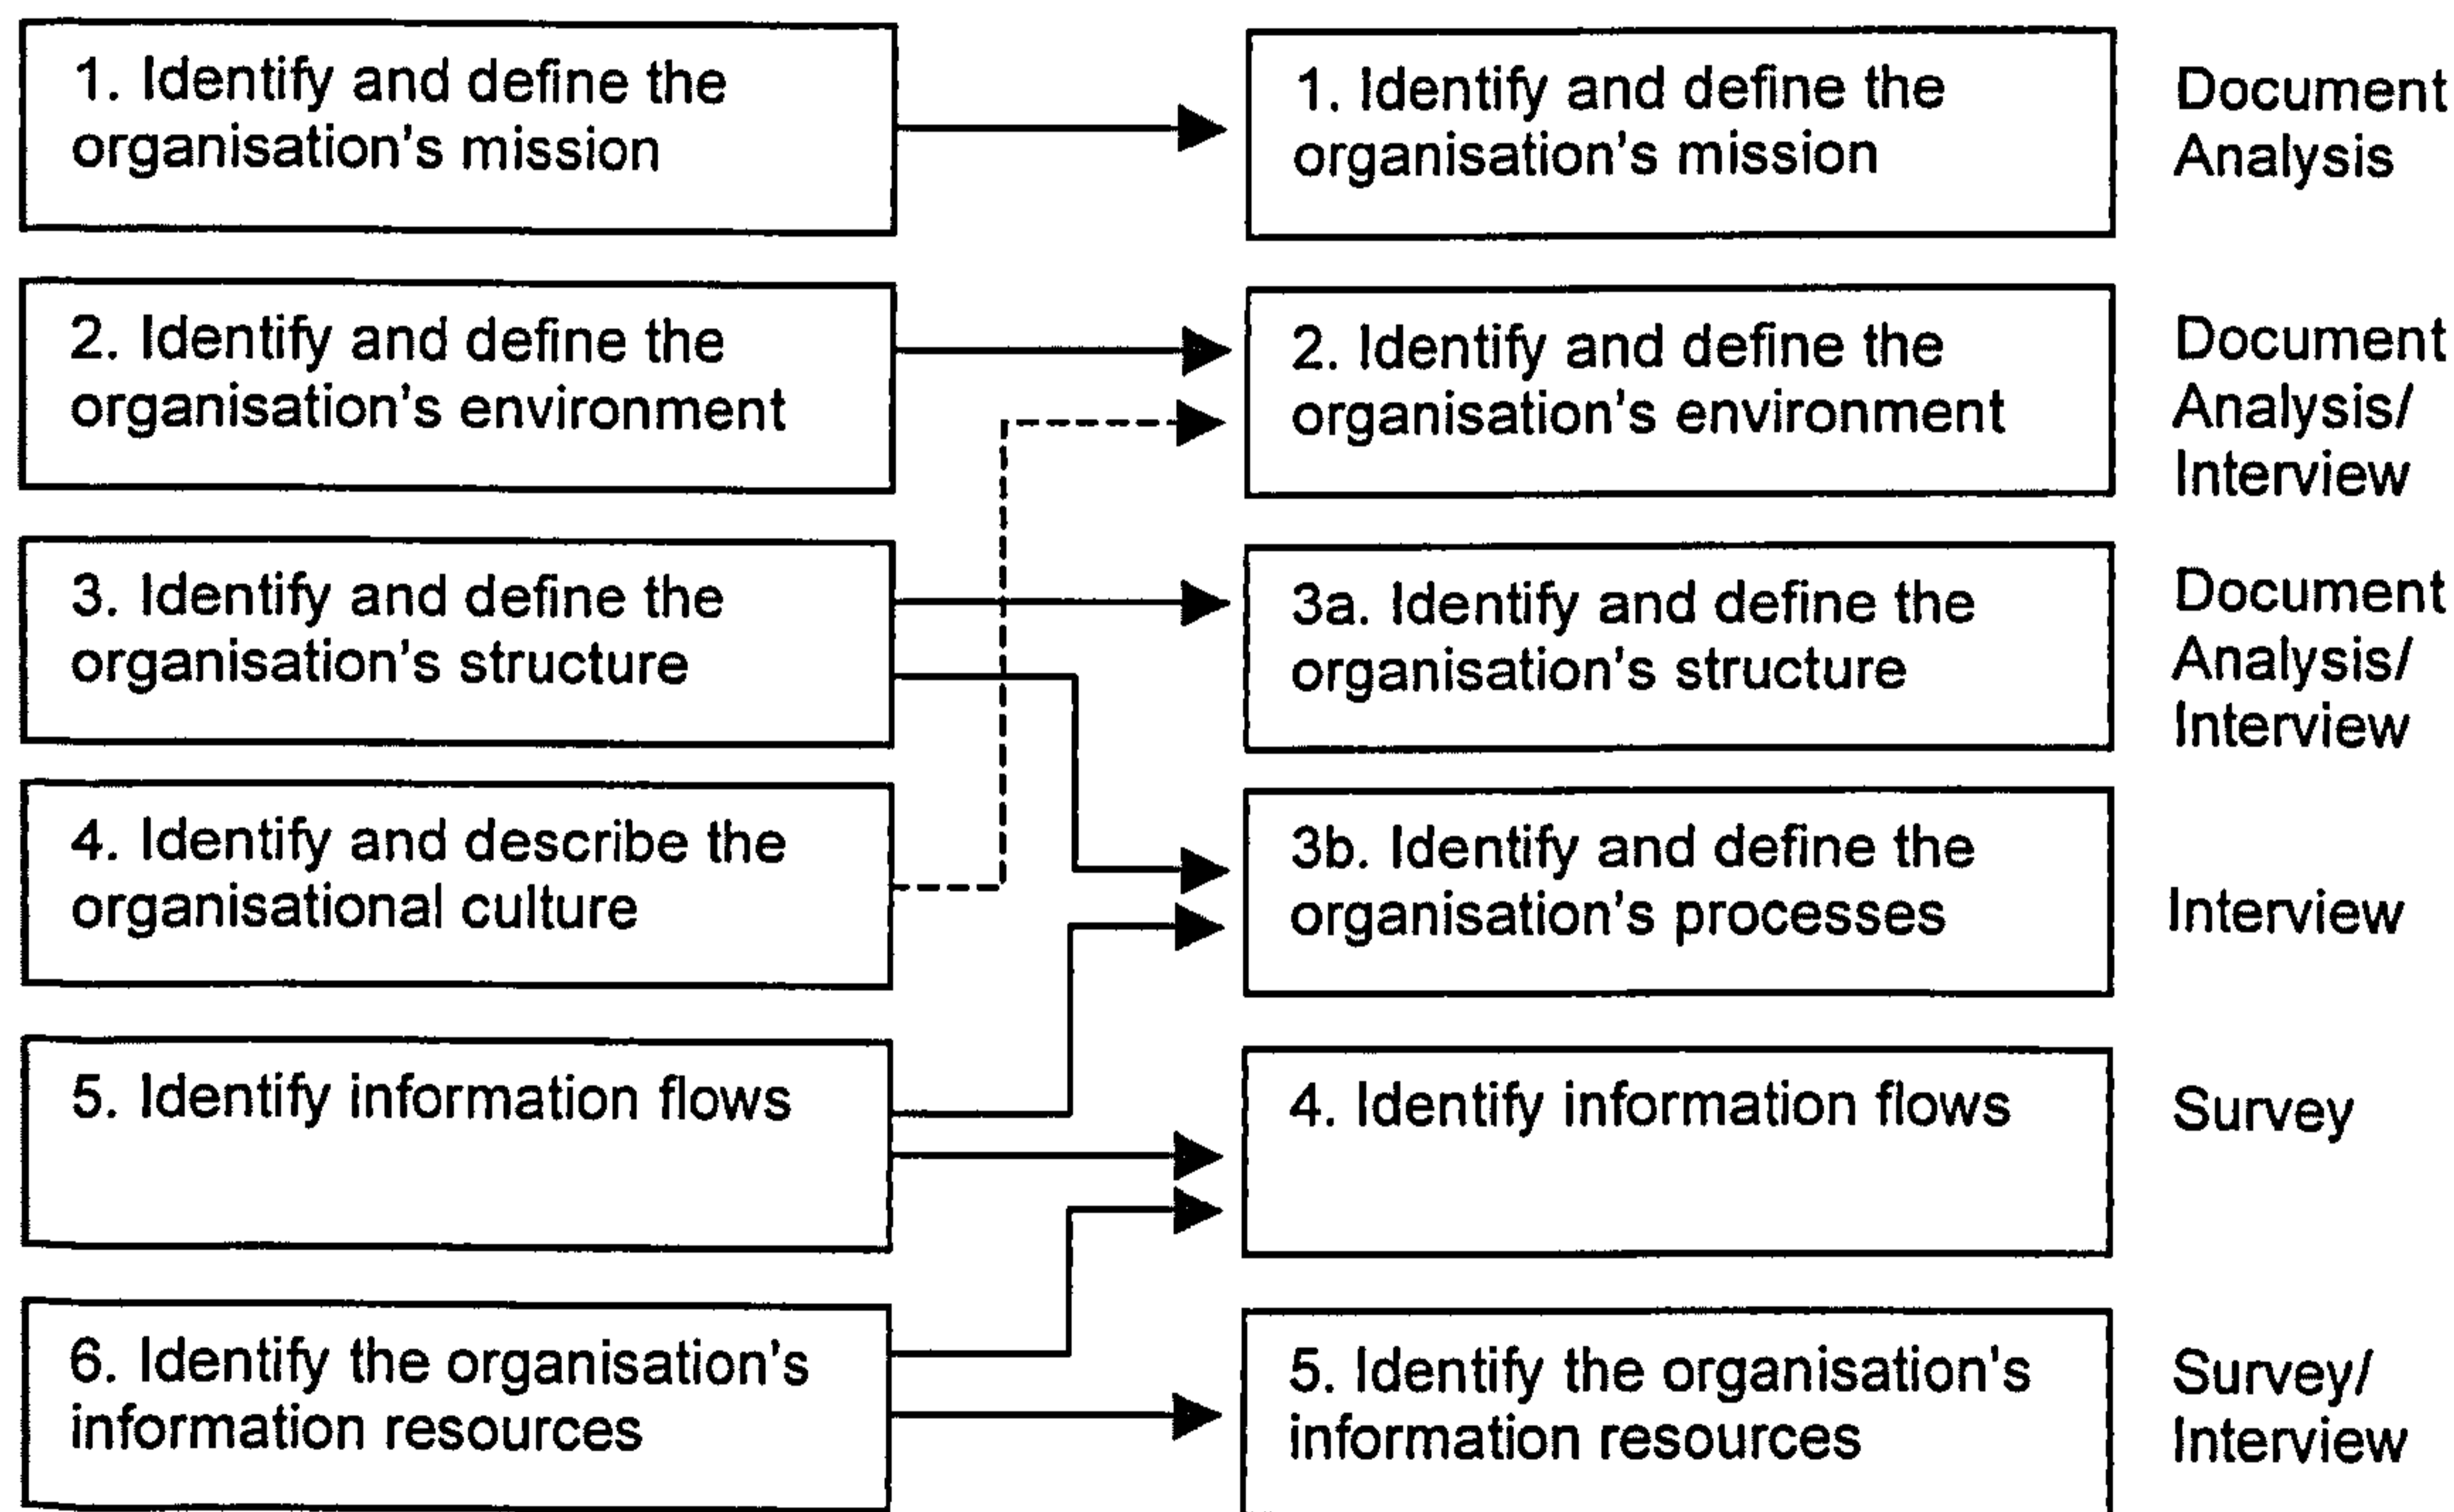 1. Identify and define the
organisation's mission
1. Identify and define the
organisation's mission
Document
Analysis
2. Identify and define the
organisation's environment
2. Identify and define the
organisation's environment
Document
Analysis/
Interview
3. Identify and define the
organisation's structure
3a. Identify and define the
organisation's structure
Document
Analysis/
Interview
4. Identify and describe the
organisational culture
3b. Identify and define the
organisation's processes
Interview
5. Identify information flows
4. Identify information flows
Survey
6. Identify the organisation's
information resources
5. Identify the organisation's
information resources
Survey/
Interview